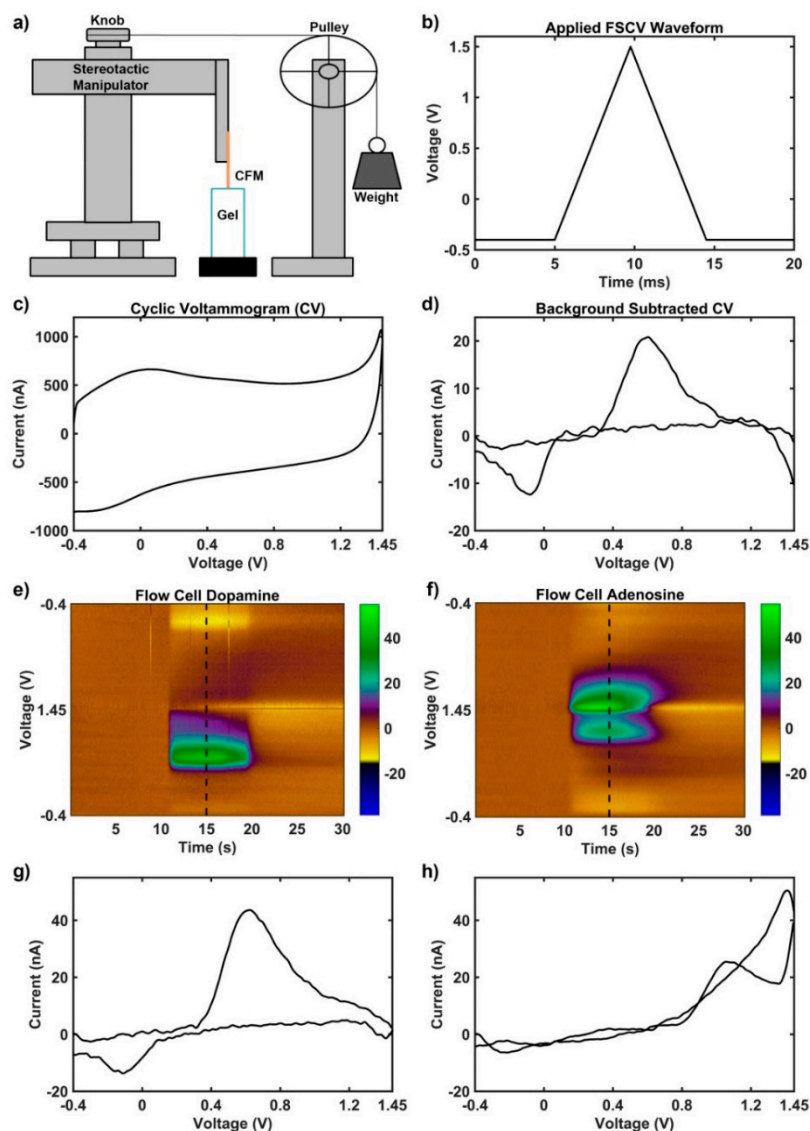 a)
Knob
Pulley
Stereotactic
Manipulator
CFM
Gel
Weight
b)
Applied FSCV Waveform
Voltage (V)
1.5
1
0.5
0
-0.5
0 5 10 15 20
Time (ms)
c)
Cyclic Voltammogram (CV)
Current (nA)
1000
500
0
-500
-1000
-0.4 0 0.4 0.8 1.2 1.45
Voltage (V)
d)
Background Subtracted CV
Current (nA)
20
10
0
-10
-20
-0.4 0 0.4 0.8 1.2 1.45
Voltage (V)
e)
Flow Cell Dopamine
Voltage (V)
-0.4
1.45
-0.4
5 10 15 20 25 30
Time (s)
40
20
0
-20
f)
Flow Cell Adenosine
Voltage (V)
-0.4
1.45
-0.4
5 10 15 20 25 30
Time (s)
40
20
0
-20
g)
Current (nA)
40
20
0
-20
-0.4 0 0.4 0.8 1.2 1.45
Voltage (V)
h)
Current (nA)
40
20
0
-20
-0.4 0 0.4 0.8 1.2 1.45
Voltage (V)